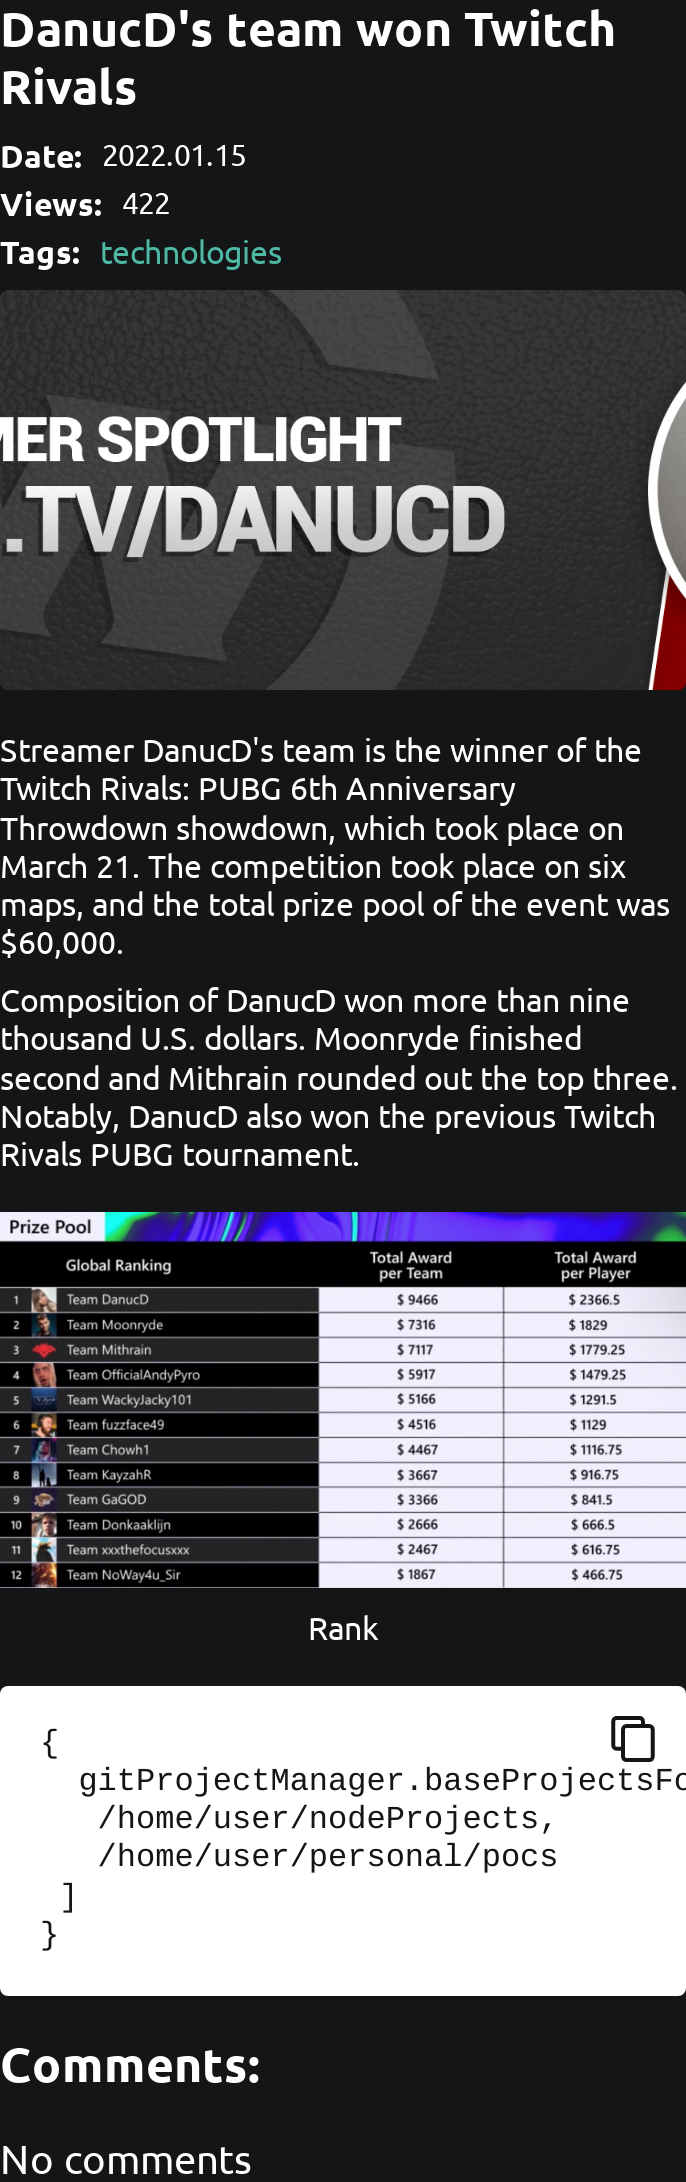 DanucD's team won Twitch
Rivals
Date: 2022.01.15
Views: 422
Tags: technologies
SPOTLIGHT
.TV/DANUCD
Streamer DanucD's team is the winner of the
Twitch Rivals: PUBG 6th Anniversary
Throwdown showdown, which took place on
March 21. The competition took place on six
maps, and the total prize pool of the event was
$60,000.
Composition of DanucD won more than nine
thousand U.S. dollars. Moonryde finished
second and Mithrain rounded out the top three.
Notably, DanucD also won the previous Twitch
Rivals PUBG tournament.
Prize Pool
Global Ranking Total Award per Team Total Award per Player
1 Team DanucD $ 9466 $ 2366.5
2 Team Moonryde $ 7316 $ 1829
3 Team Mithrain $ 7117 $ 1779.25
4 Team OfficialAndyPyro $ 5917 $ 1479.25
5 Team WackyJacky101 $ 5166 $ 1291.5
6 Team fuzzface49 $ 4516 $ 1129
7 Team Chowh1 $ 4467 $ 1116.75
8 Team KayzahR $ 3667 $ 916.75
9 Team GaGOD $ 3366 $ 841.5
10 Team Donkaaklijn $ 2666 $ 666.5
11 Team xxxthefocusxxx $ 2467 $ 616.75
12 Team NoWay4u_Sir $ 1867 $ 466.75
Rank
{
gitProjectManager.baseProjectsFo
/home/user/nodeProjects,
/home/user/personal/pocs
]
}
Comments:
No comments